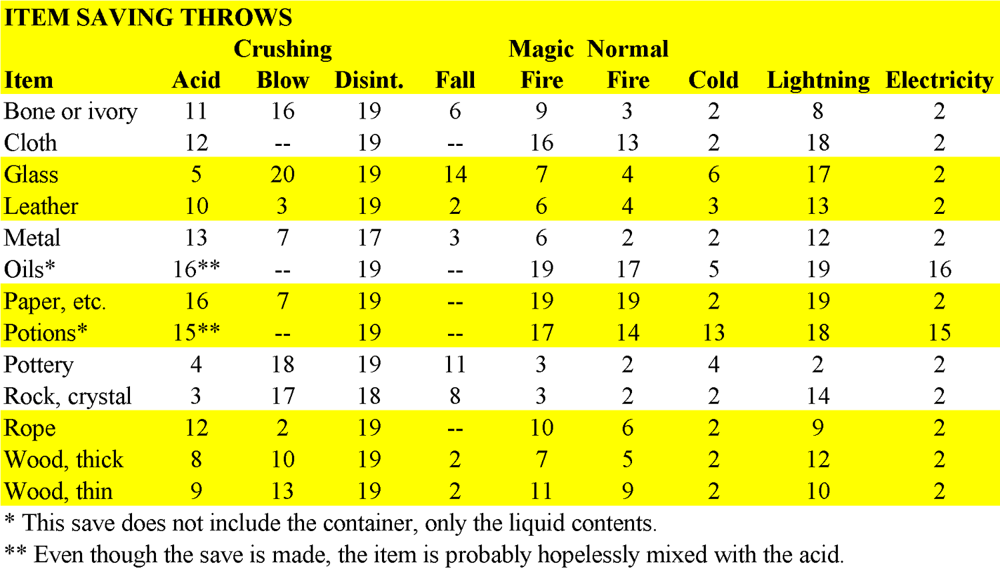 ITEM SAVING THROWS
Crushing Magic Normal
Item Acid Blow Disint. Fall Fire Fire Cold Lightning Electricity
Bone or ivory 11 16 19 6 9 3 2 8 2
Cloth 12 -- 19 -- 16 13 2 18 2
Glass 5 20 19 14 7 4 6 17 2
Leather 10 3 19 2 6 4 3 13 2
Metal 13 7 17 3 6 2 2 12 2
Oils* 16** -- 19 -- 19 17 5 19 16
Paper, etc. 16 7 19 -- 19 19 2 19 2
Potions* 15** -- 19 -- 17 14 13 18 15
Pottery 4 18 19 11 3 2 4 2 2
Rock, crystal 3 17 18 8 3 2 2 14 2
Rope 12 2 19 -- 10 6 2 9 2
Wood, thick 8 10 19 2 7 5 2 12 2
Wood, thin 9 13 19 2 11 9 2 10 2
* This save does not include the container, only the liquid contents.
** Even though the save is made, the item is probably hopelessly mixed with the acid.